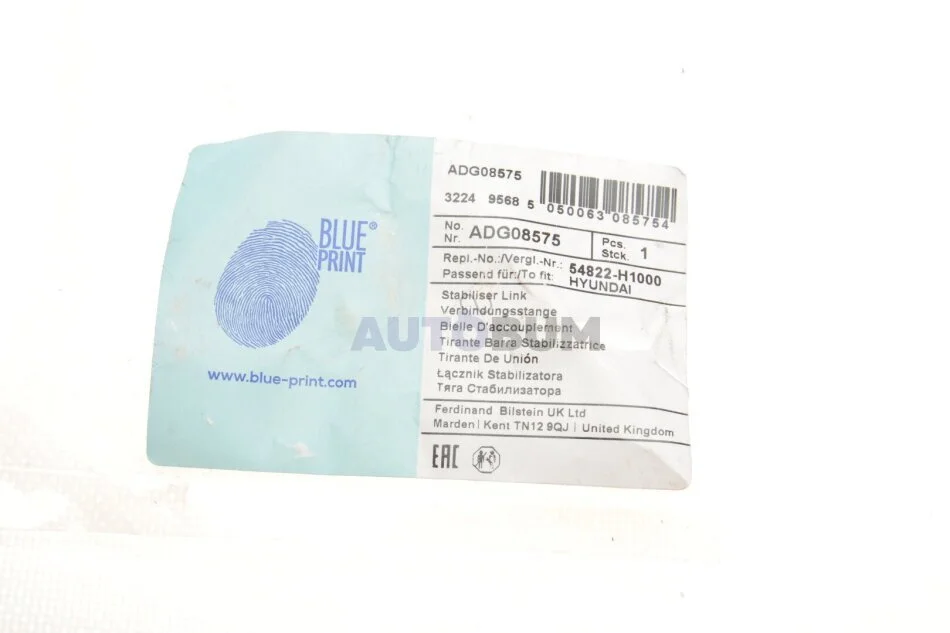 BLUE PRINT®
www.blue-print.com
ADG08575
3224 9568 5 050063 085754
No. Nr. ADG08575
Pcs. Stck. 1
Repl.-No.:/Vergl.-Nr.: 54822-H1000
Passend für:/To fit: HYUNDAI
Stabiliser Link
Verbindungsstange
Bielle D'accouplement
Tirante Barra Stabilizzatrice
Tirante De Unión
Łącznik Stabilizatora
Тяга Стабилизатора
Ferdinand Bilstein UK Ltd
Marden | Kent TN12 9QJ | United Kingdom
EAC
AUTOBUM